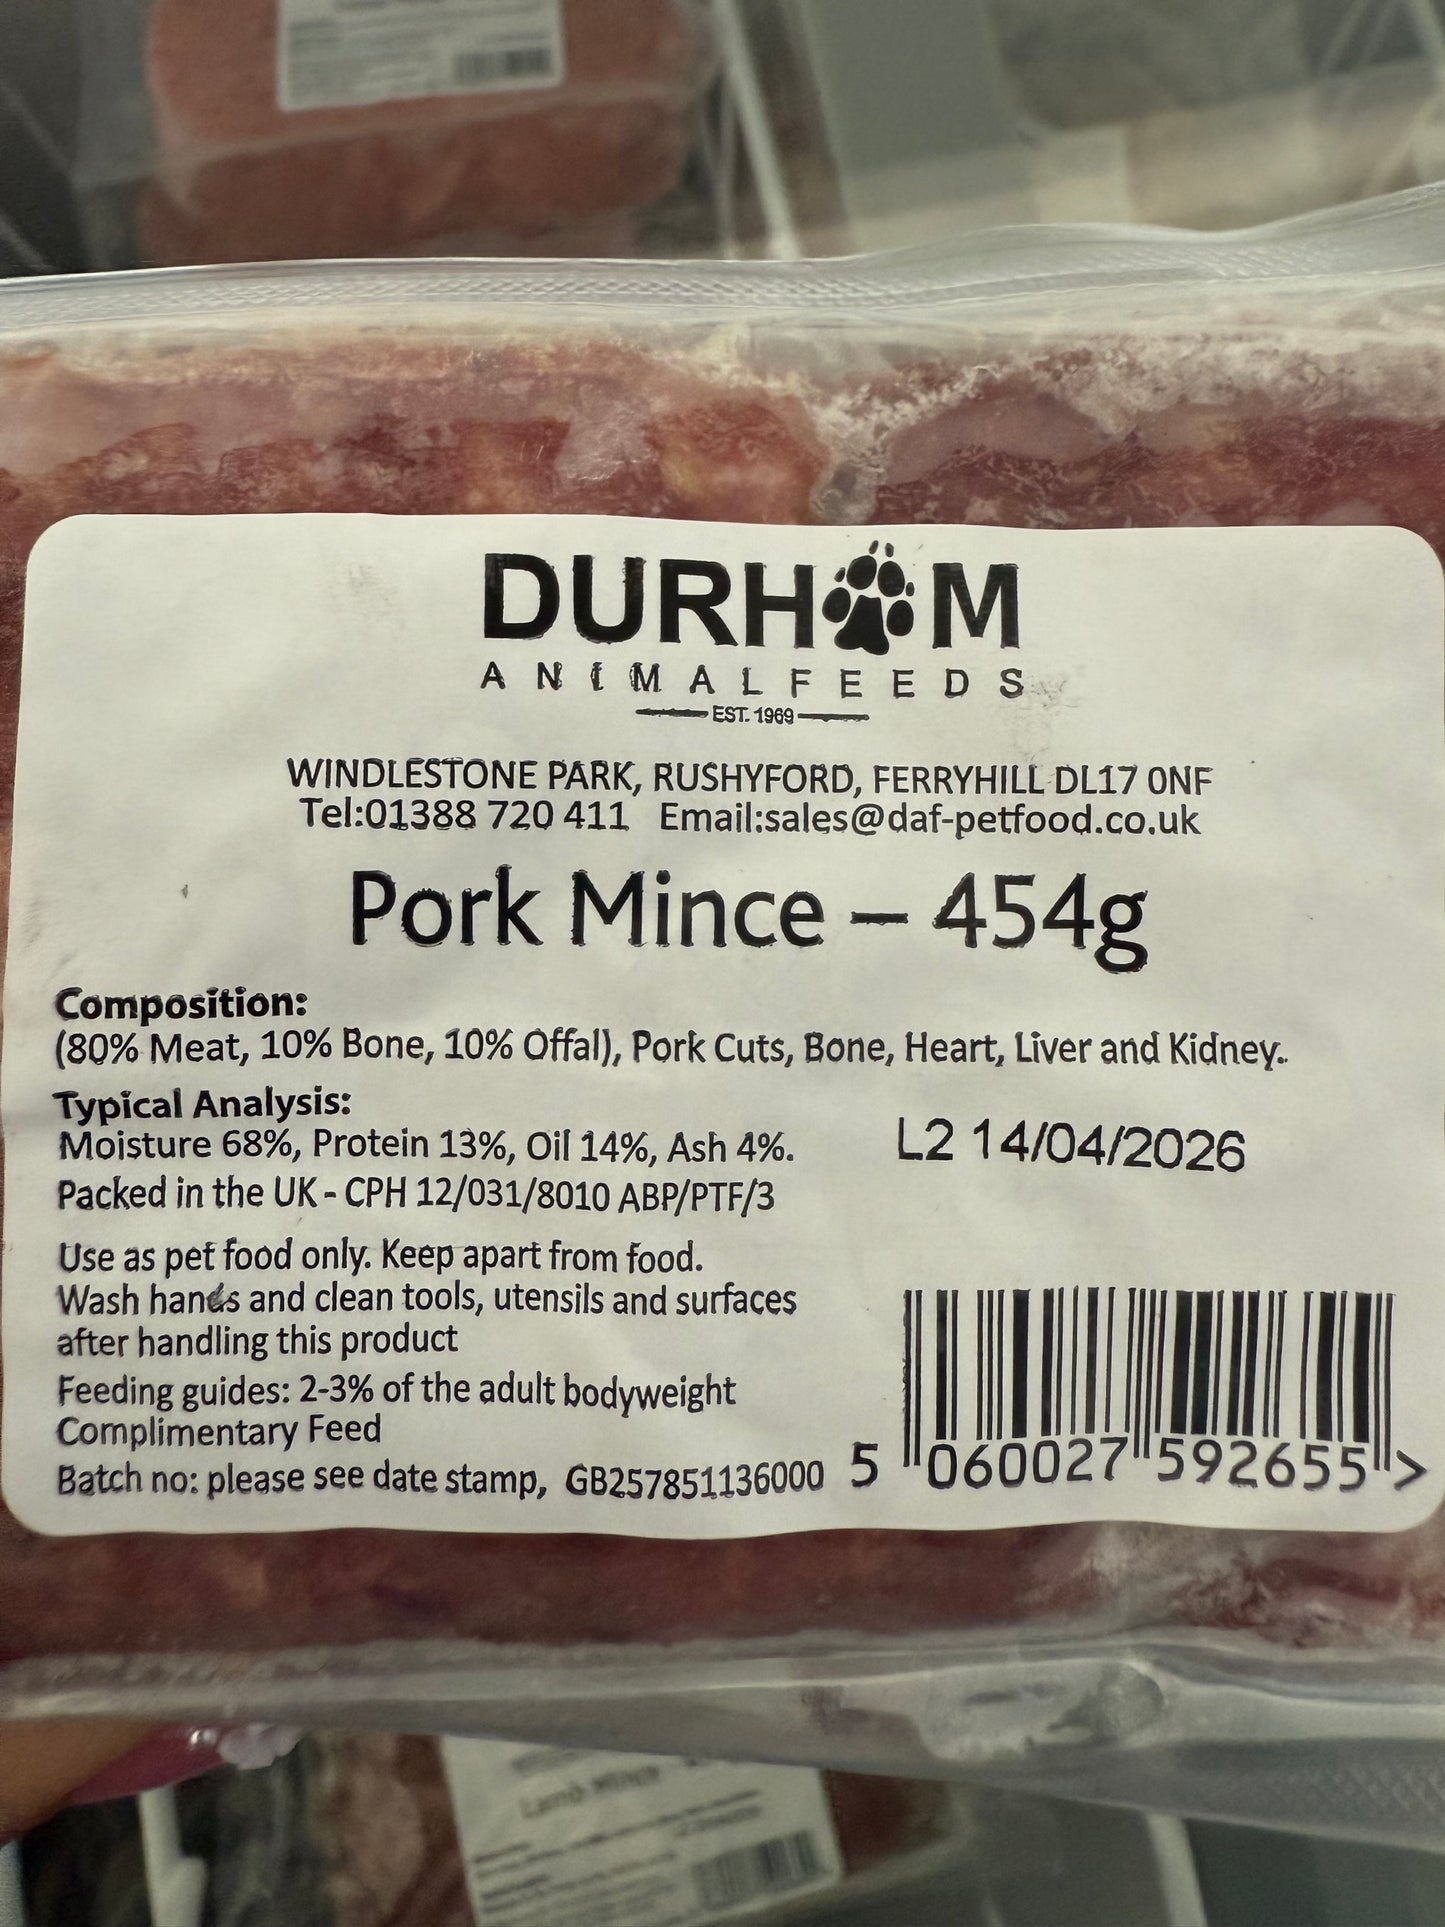 DURHAM
ANIMALFEEDS
EST. 1969
WINDLESTONE PARK, RUSHYFORD, FERRYHILL DL17 0NF
Tel:01388 720 411 Email:sales@daf-petfood.co.uk
Pork Mince – 454g
Composition:
(80% Meat, 10% Bone, 10% Offal), Pork Cuts, Bone, Heart, Liver and Kidney..
Typical Analysis:
Moisture 68%, Protein 13%, Oil 14%, Ash 4%.
L2 14/04/2026
Packed in the UK - CPH 12/031/8010 ABP/PTF/3
Use as pet food only. Keep apart from food.
Wash hands and clean tools, utensils and surfaces
after handling this product
Feeding guides: 2-3% of the adult bodyweight
Complimentary Feed
Batch no: please see date stamp, GB257851136000
5 060027 592655 >
Lamb Mince